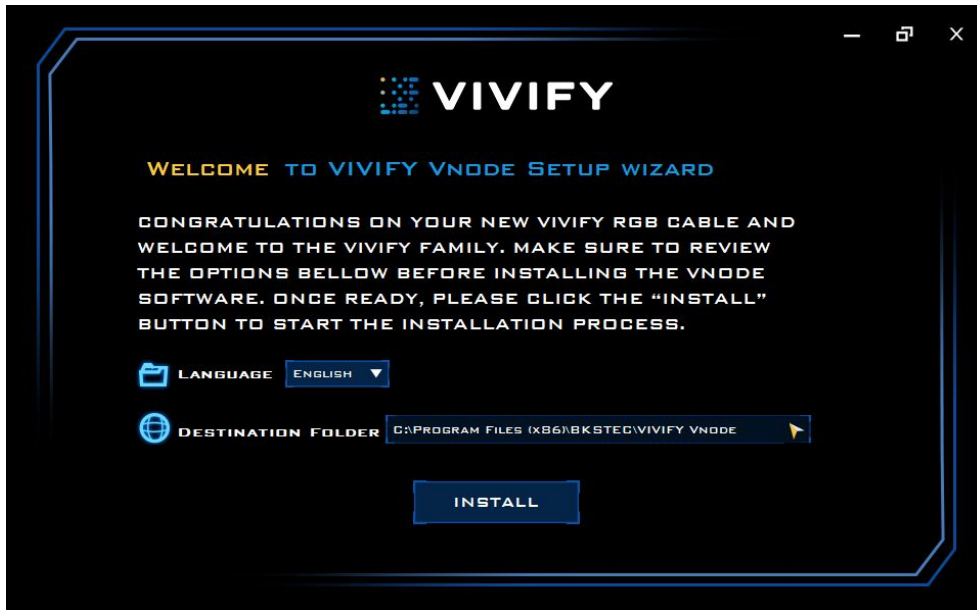 VIVIFY
WELCOME TO VIVIFY VNODE SETUP WIZARD
CONGRATULATIONS ON YOUR NEW VIVIFY RGB CABLE AND
WELCOME TO THE VIVIFY FAMILY. MAKE SURE TO REVIEW
THE OPTIONS BELLOW BEFORE INSTALLING THE VNODE
SOFTWARE. ONCE READY, PLEASE CLICK THE “INSTALL”
BUTTON TO START THE INSTALLATION PROCESS.
LANGUAGE ENGLISH
DESTINATION FOLDER C:\PROGRAM FILES (X86)\8KSTEC\VIVIFY VNODE
INSTALL